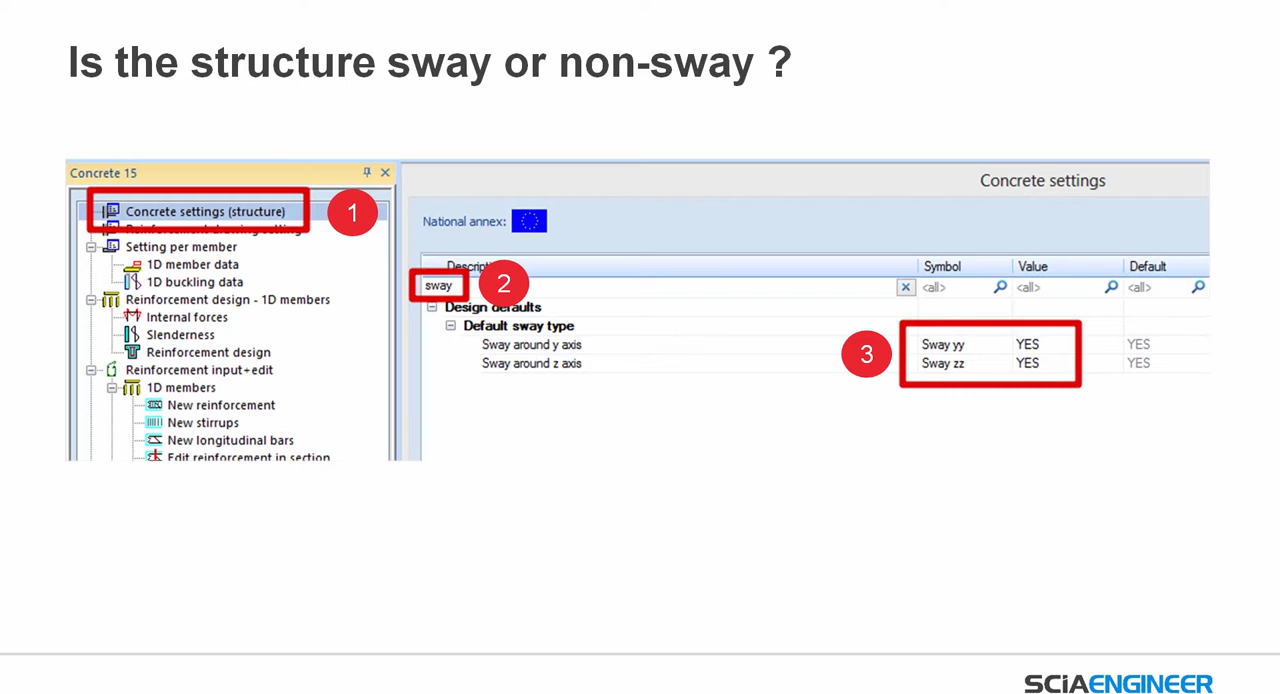 Is the structure sway or non-sway ?
Concrete 15
Concrete settings (structure)
1
Reinforcement drawing settings
Setting per member
1D member data
1D buckling data
Reinforcement design - 1D members
Internal forces
Slenderness
Reinforcement design
Reinforcement input+edit
1D members
New reinforcement
New stirrups
New longitudinal bars
Edit reinforcement in section
Concrete settings
National annex:
Symbol Value Default
sway 2 <all> <all> <all>
Design defaults
Default sway type
Sway around y axis Sway yy YES YES
Sway around z axis Sway zz YES YES
3
SCiAENGINEER